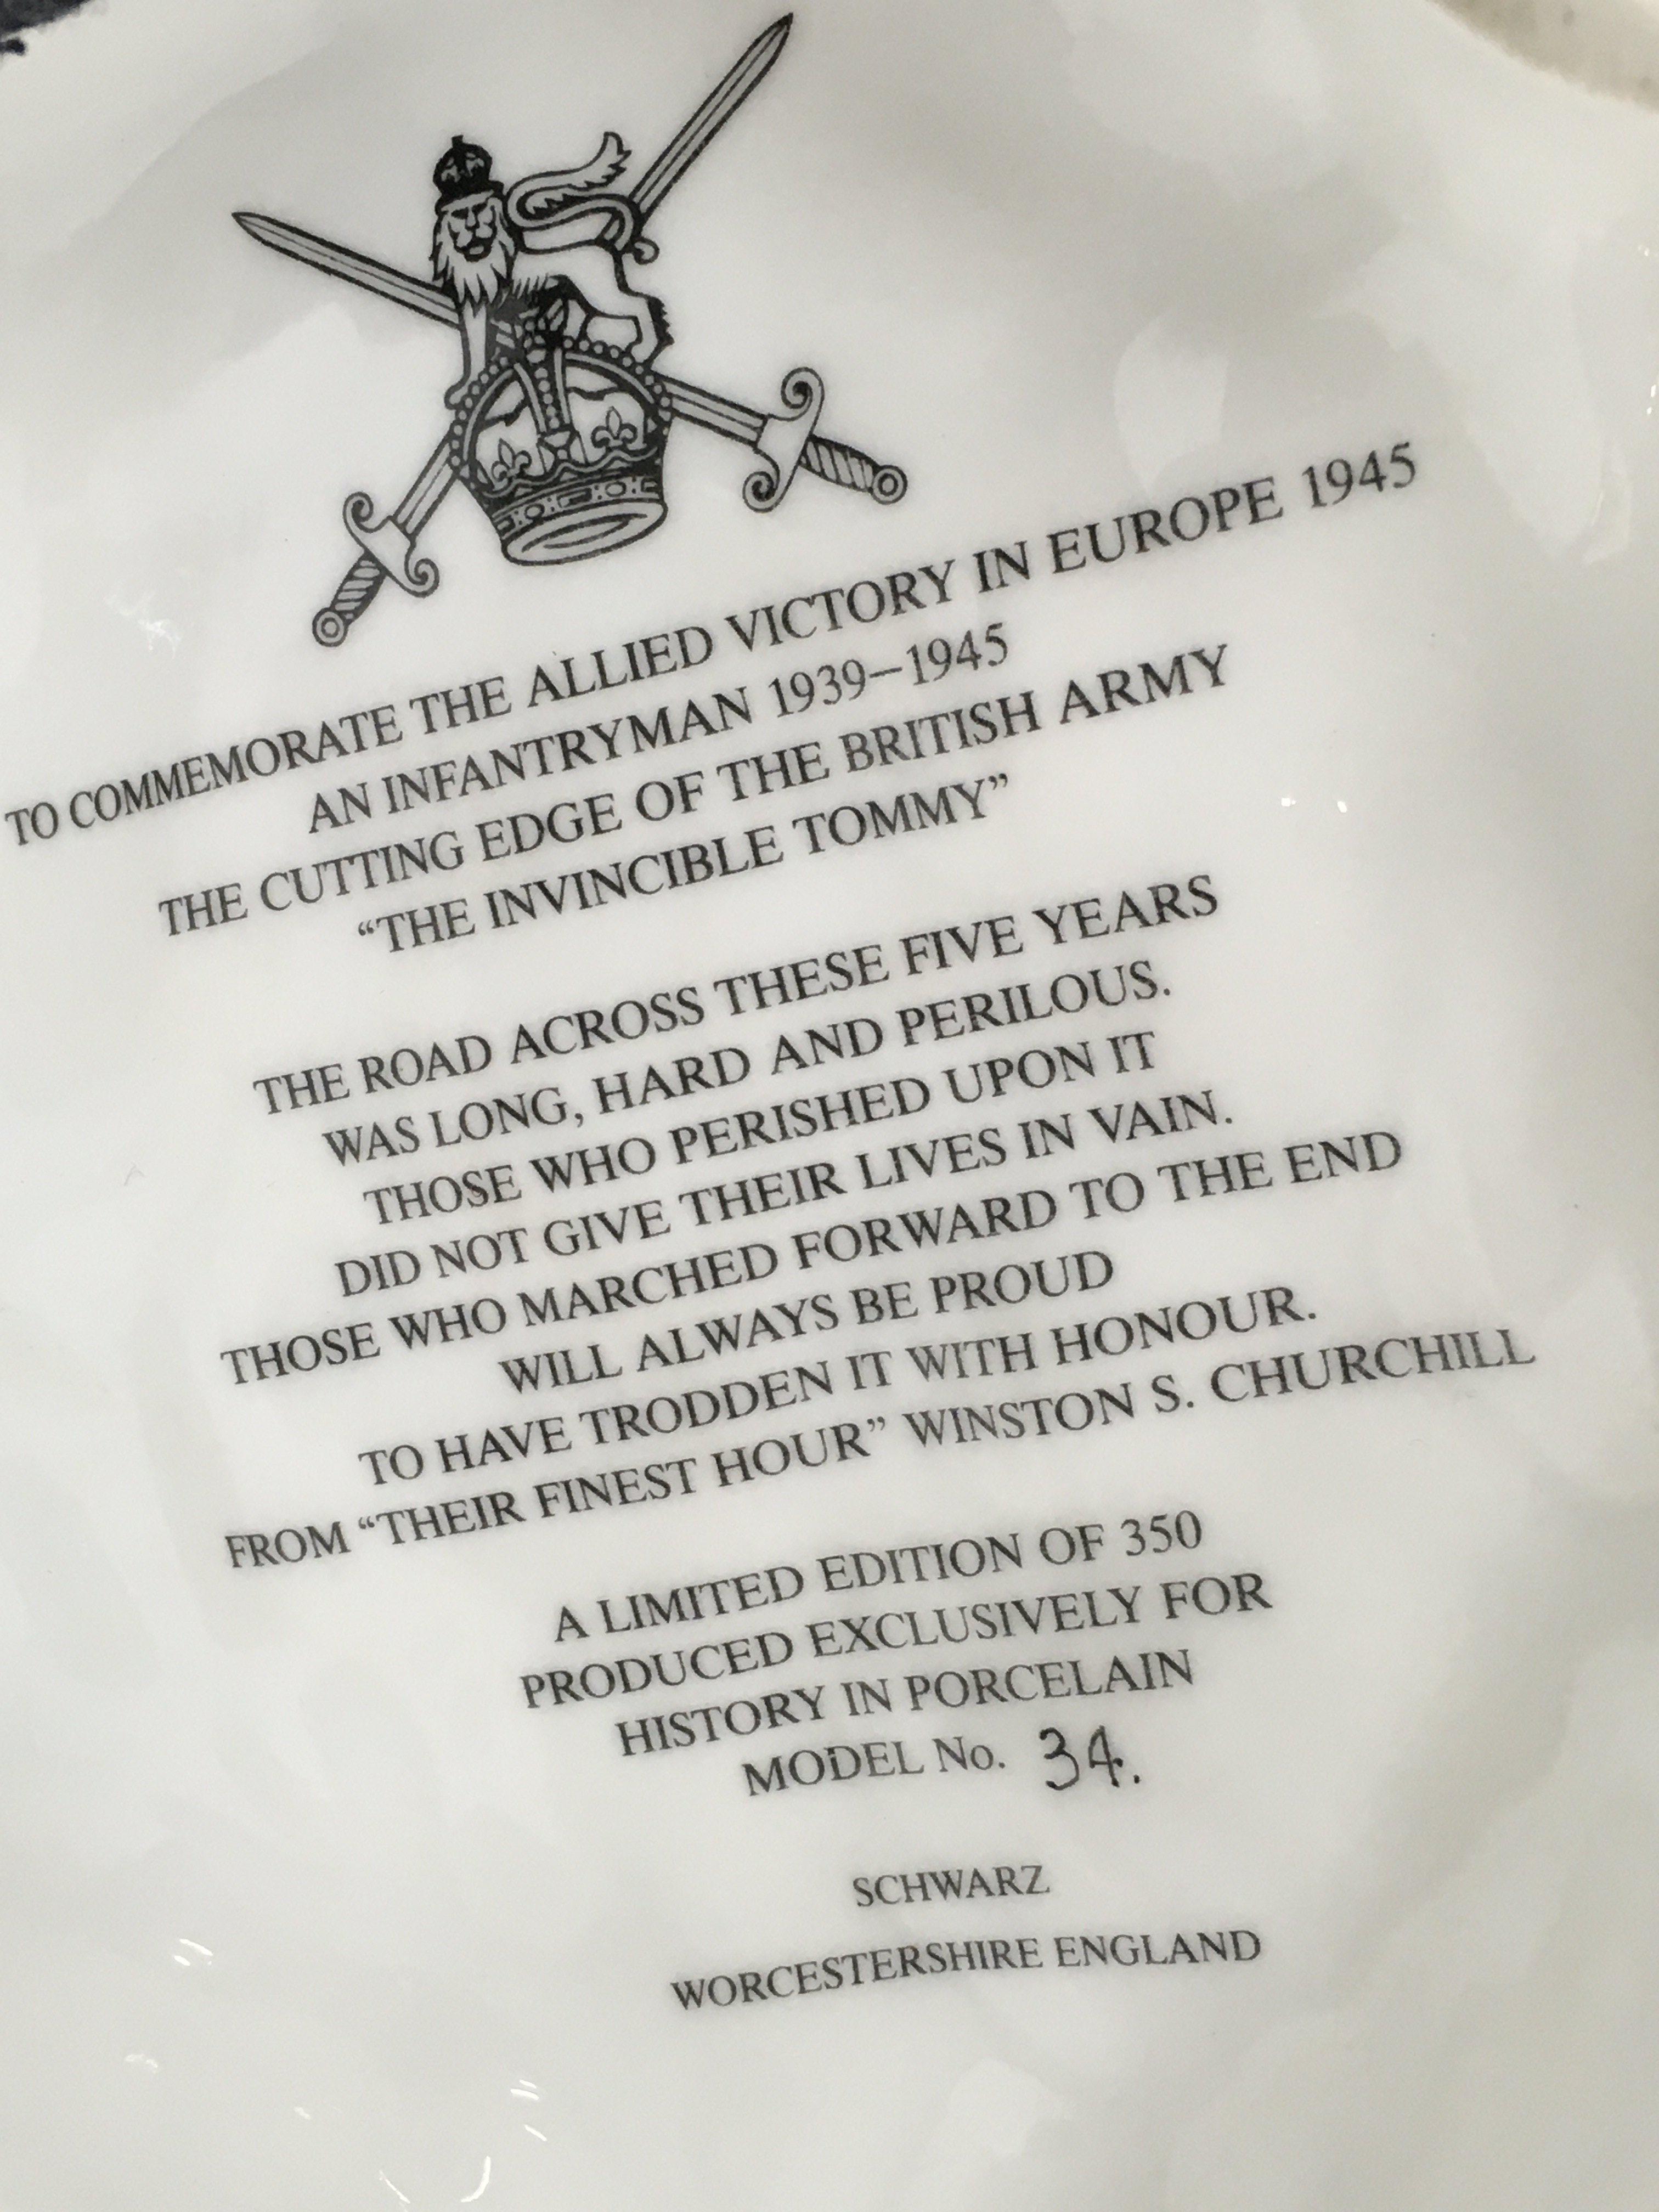 TO COMMEMORATE THE ALLIED VICTORY IN EUROPE 1945
AN INFANTRYMAN 1939–1945
THE CUTTING EDGE OF THE BRITISH ARMY
“THE INVINCIBLE TOMMY”
THE ROAD ACROSS THESE FIVE YEARS
WAS LONG, HARD AND PERILOUS.
THOSE WHO PERISHED UPON IT
DID NOT GIVE THEIR LIVES IN VAIN.
THOSE WHO MARCHED FORWARD TO THE END
WILL ALWAYS BE PROUD
TO HAVE TRODDEN IT WITH HONOUR.
FROM “THEIR FINEST HOUR” WINSTON S. CHURCHILL
A LIMITED EDITION OF 350
PRODUCED EXCLUSIVELY FOR
HISTORY IN PORCELAIN
MODEL No. 34.
SCHWARZ
WORCESTERSHIRE ENGLAND